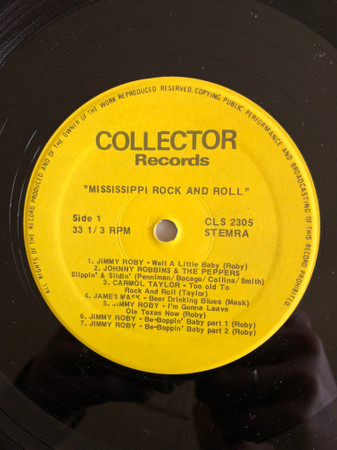 ALL RIGHTS OF THE RECORD PRODUCED AND OF THE OWNER OF THE WORK REPRODUCED RESERVED. COPYING PUBLIC PERFORMANCE AND BROADCASTING OF THIS RECORD PROHIBITED.
COLLECTOR
Records
"MISSISSIPPI ROCK AND ROLL"
Side 1 CLS 2305
33 1/3 RPM STEMRA
1. JIMMY ROBY - Wait A Little Baby (Roby)
2. JOHNNY ROBBINS & THE PEPPERS
Slippin' & Slidin' (Penniman/Bocage/Collins/Smith)
3. CARMOL TAYLOR - Too old To
Rock And Roll (Taylor)
4. JAMES MASK - Beer Drinking Blues (Mask)
5. JIMMY ROBY - I'm Gonna Leave
Ole Texas Now (Roby)
6. JIMMY ROBY - Be-Boppin' Baby part 1 (Roby)
7. JIMMY ROBY - Be-Boppin' Baby part 2 (Roby)